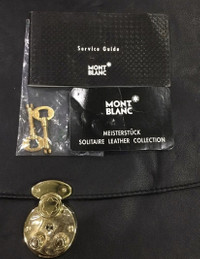 Service Guide
MONT
BLANC
MONT
BLANC
MEISTERSTÜCK
SOLITAIRE LEATHER COLLECTION